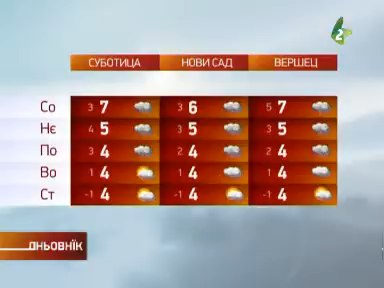 2
СУБОТИЦА НОВИ САД ВЕРШЕЦ
Со 3 7 3 6 5 7
Нє 4 5 3 5 3 5
По 3 4 2 4 2 4
Во 1 4 1 4 1 4
Ст -1 4 -1 4 -1 4
ДНЬОВНЇК